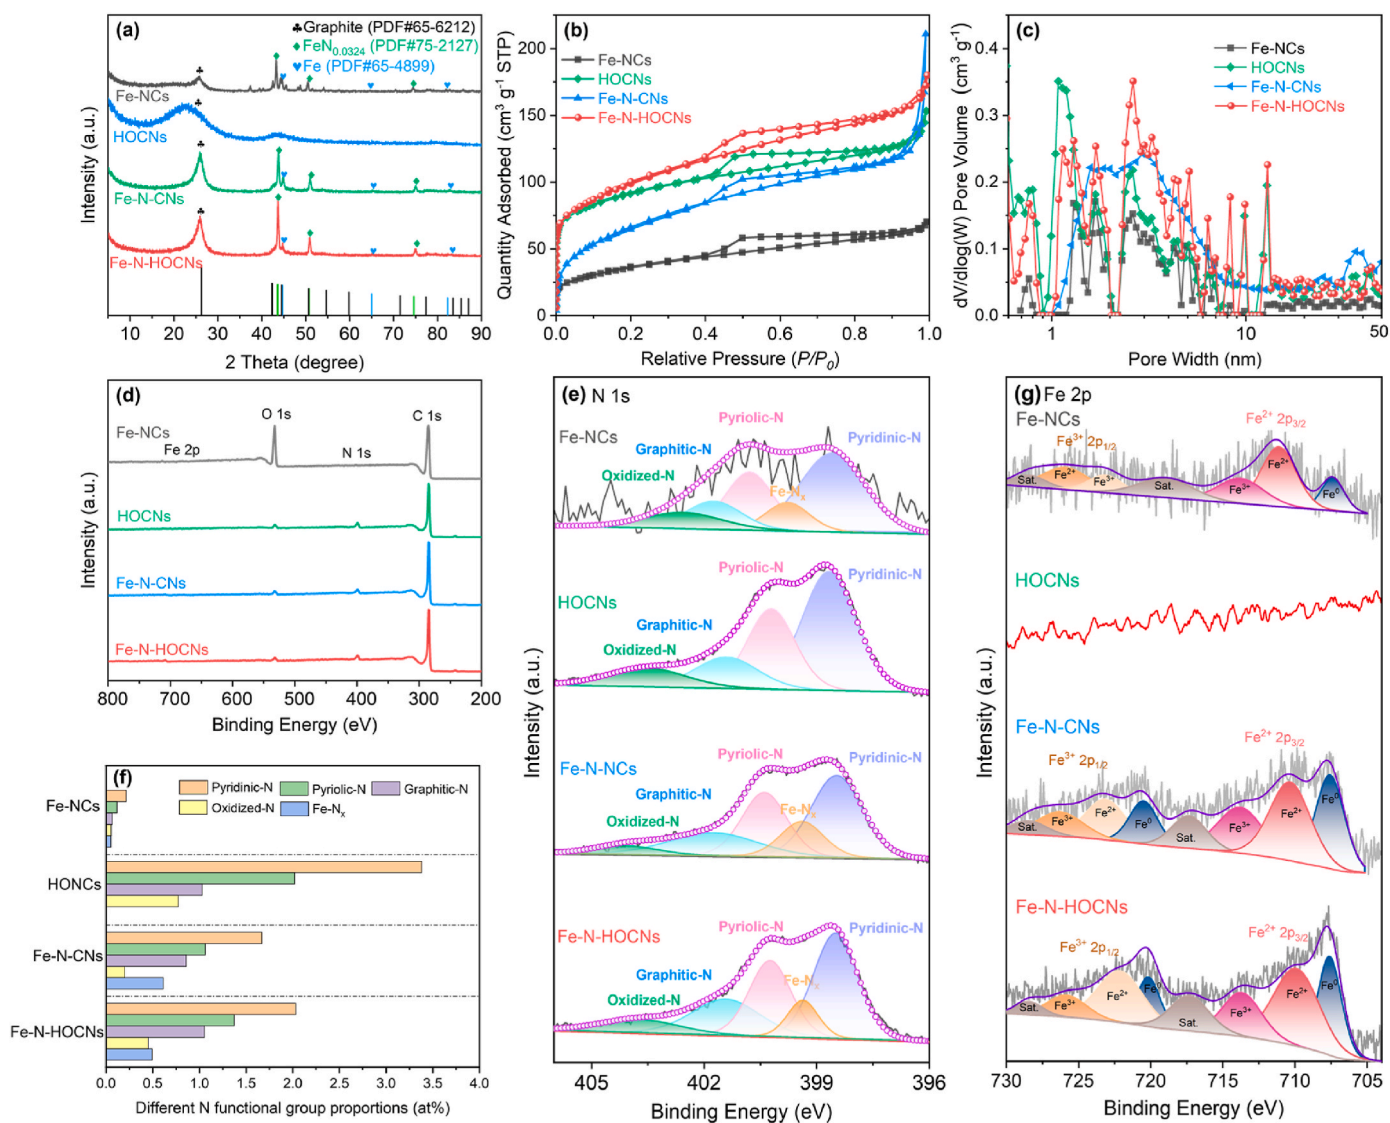 (a)
♣Graphite (PDF#65-6212)
♦FeN0.0324 (PDF#75-2127)
♥Fe (PDF#65-4899)
Fe-NCs
HOCNs
Fe-N-CNs
Fe-N-HOCNs
Intensity (a.u.)
10 20 30 40 50 60 70 80 90
2 Theta (degree)
(b)
Fe-NCs
HOCNs
Fe-N-CNs
Fe-N-HOCNs
Quantity Adsorbed (cm³ g⁻¹ STP)
200
150
100
50
0
0.0 0.2 0.4 0.6 0.8 1.0
Relative Pressure (P/P₀)
(c)
Fe-NCs
HOCNs
Fe-N-CNs
Fe-N-HOCNs
dV/dlog(W) Pore Volume (cm³ g⁻¹)
0.4
0.3
0.2
0.1
0.0
1 10 50
Pore Width (nm)
(d)
O 1s
C 1s
Fe-NCs
Fe 2p
N 1s
HOCNs
Fe-N-CNs
Fe-N-HOCNs
Intensity (a.u.)
800 700 600 500 400 300 200
Binding Energy (eV)
(e) N 1s
Fe-NCs
Pyriolic-N
Pyridinic-N
Graphitic-N
Oxidized-N
Fe-Nx
HOCNs
Pyriolic-N
Pyridinic-N
Graphitic-N
Oxidized-N
Fe-N-NCs
Pyriolic-N
Pyridinic-N
Graphitic-N
Oxidized-N
Fe-Nx
Fe-N-HOCNs
Pyriolic-N
Pyridinic-N
Graphitic-N
Oxidized-N
Fe-Nx
Intensity (a.u.)
405 402 399 396
Binding Energy (eV)
(f)
Pyridinic-N Pyriolic-N Graphitic-N
Oxidized-N Fe-Nx
Fe-NCs
HONCs
Fe-N-CNs
Fe-N-HOCNs
0.0 0.5 1.0 1.5 2.0 2.5 3.0 3.5 4.0
Different N functional group proportions (at%)
(g) Fe 2p
Fe-NCs
Fe²⁺ 2p3/2
Fe³⁺ 2p1/2
Sat. Fe²⁺ Fe³⁺ Sat. Fe³⁺ Fe²⁺ Fe⁰
HOCNs
Fe-N-CNs
Fe²⁺ 2p3/2
Fe³⁺ 2p1/2
Sat. Fe³⁺ Fe²⁺ Fe⁰ Sat. Fe³⁺ Fe²⁺ Fe⁰
Fe-N-HOCNs
Fe²⁺ 2p3/2
Fe³⁺ 2p1/2
Sat. Fe³⁺ Fe²⁺ Fe⁰ Sat. Fe³⁺ Fe²⁺ Fe⁰
Intensity (a.u.)
730 725 720 715 710 704
Binding Energy (eV)